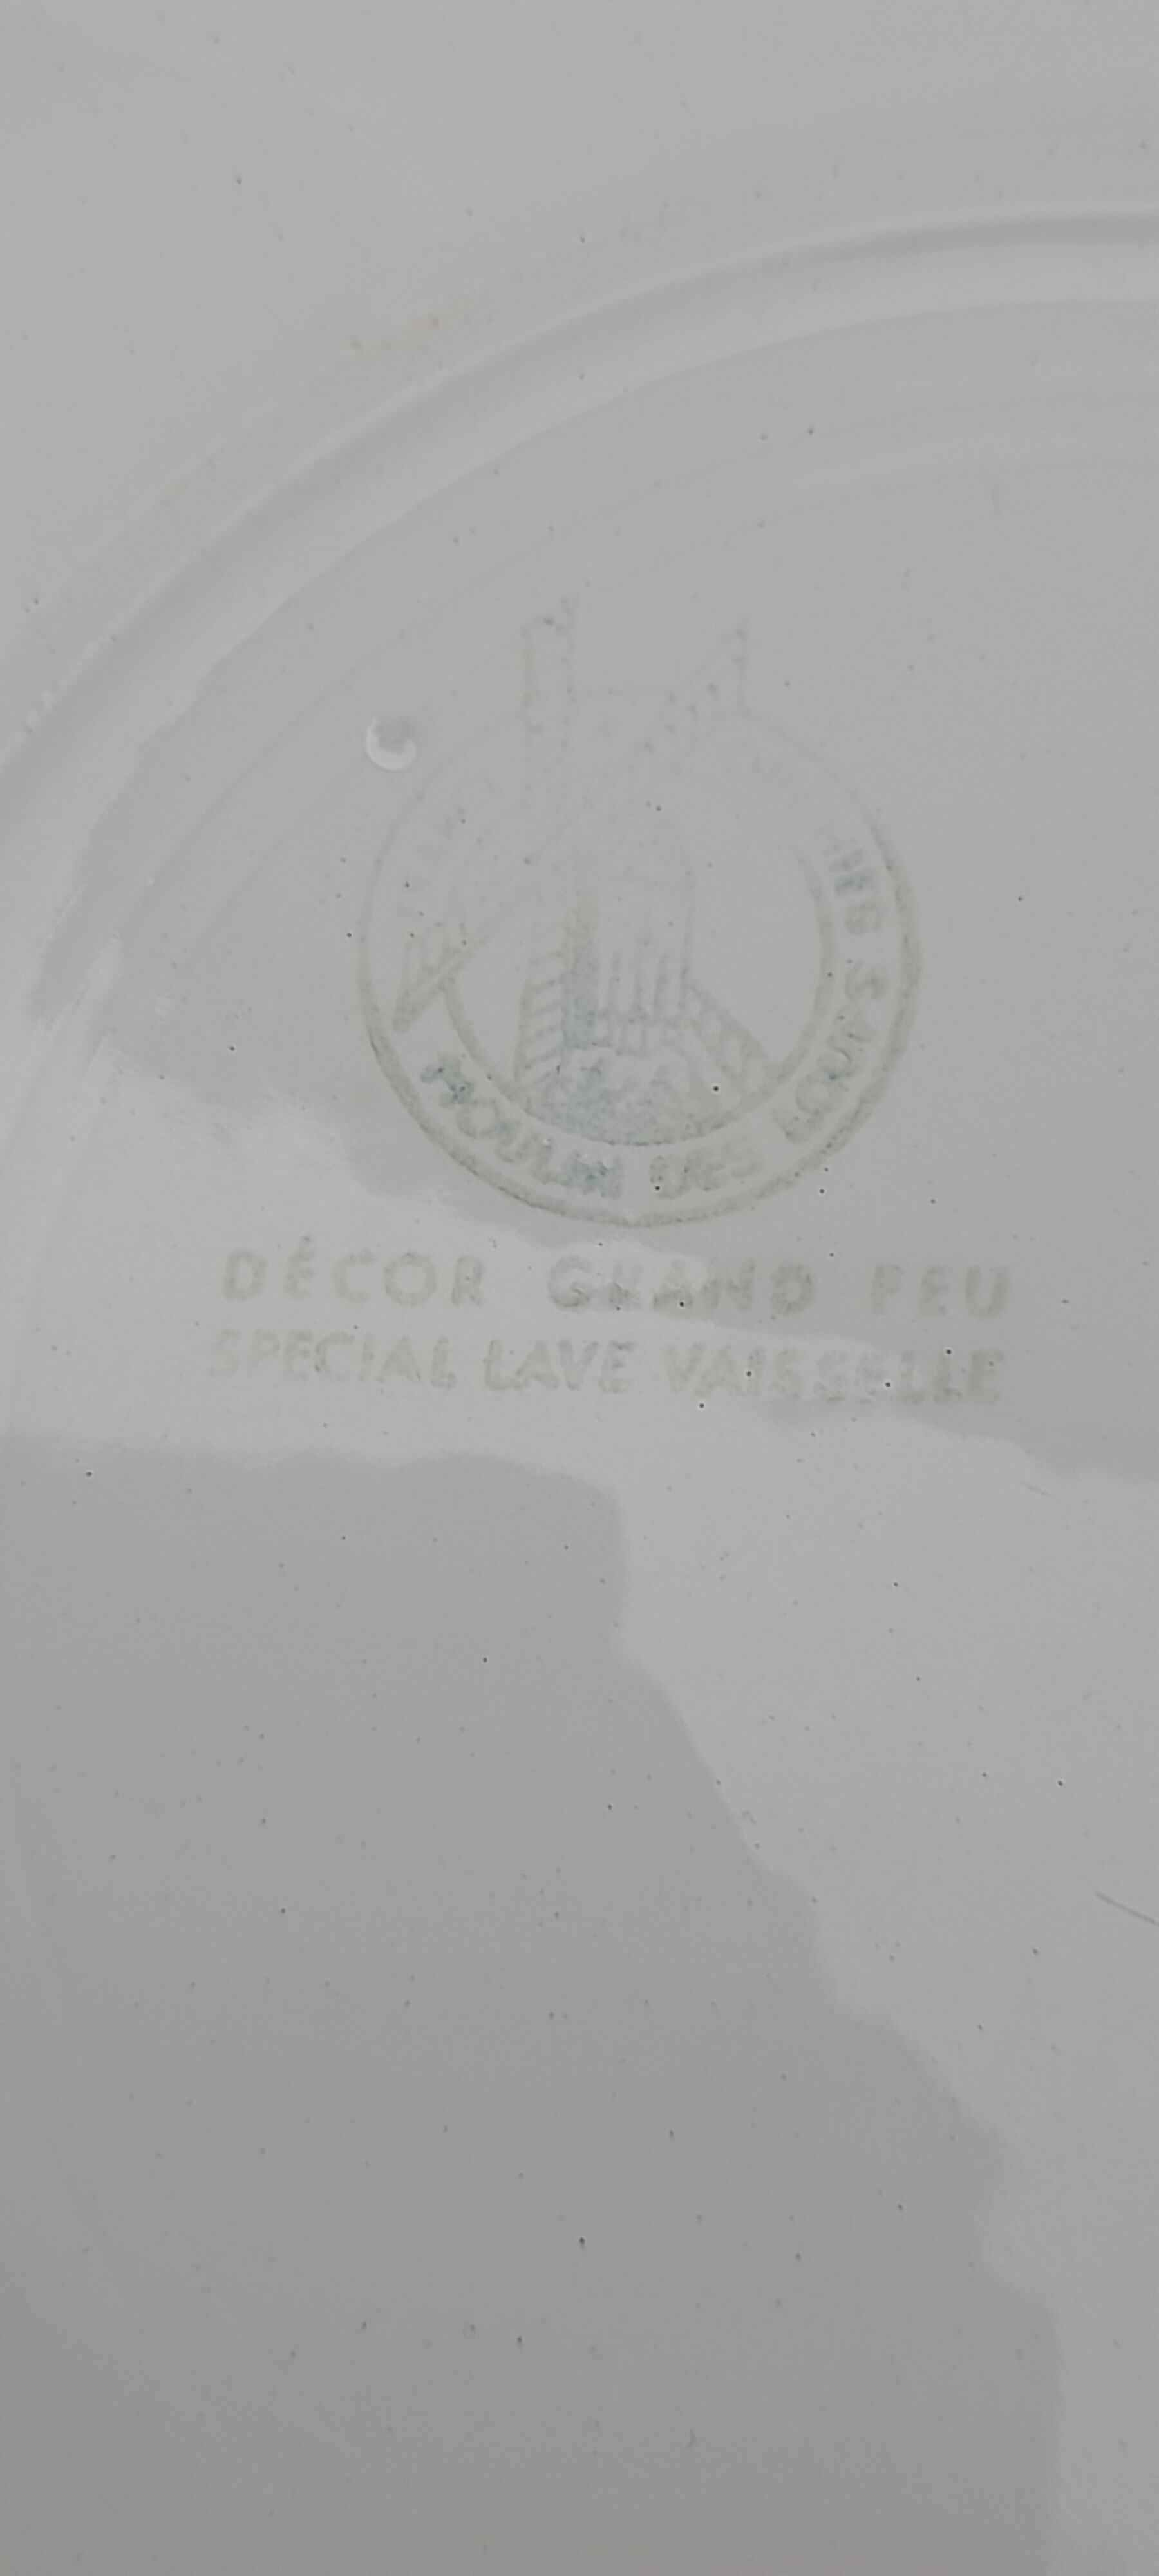 MOULIN DES LOUPS
DÉCOR GRAND FEU
SPECIAL LAVE VAISSELLE